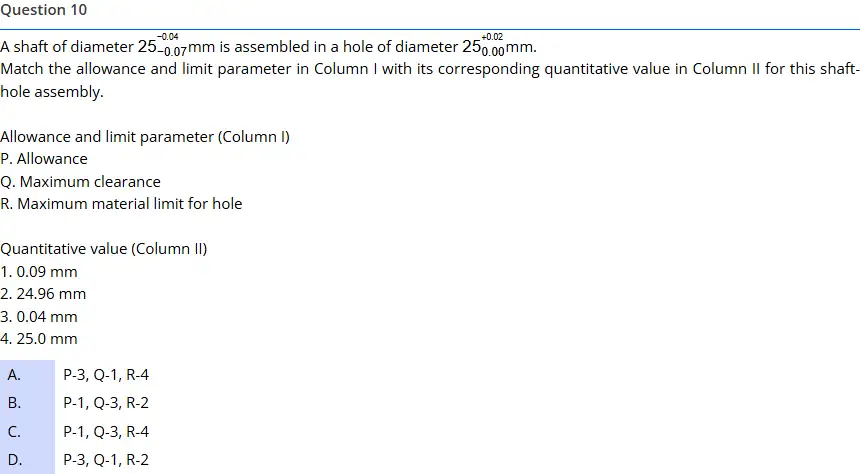 Question 10
A shaft of diameter 25 -0.04 -0.07 mm is assembled in a hole of diameter 25 +0.02 0.00 mm.
Match the allowance and limit parameter in Column I with its corresponding quantitative value in Column II for this shaft-
hole assembly.
Allowance and limit parameter (Column I)
P. Allowance
Q. Maximum clearance
R. Maximum material limit for hole
Quantitative value (Column II)
1. 0.09 mm
2. 24.96 mm
3. 0.04 mm
4. 25.0 mm
A. P-3, Q-1, R-4
B. P-1, Q-3, R-2
C. P-1, Q-3, R-4
D. P-3, Q-1, R-2